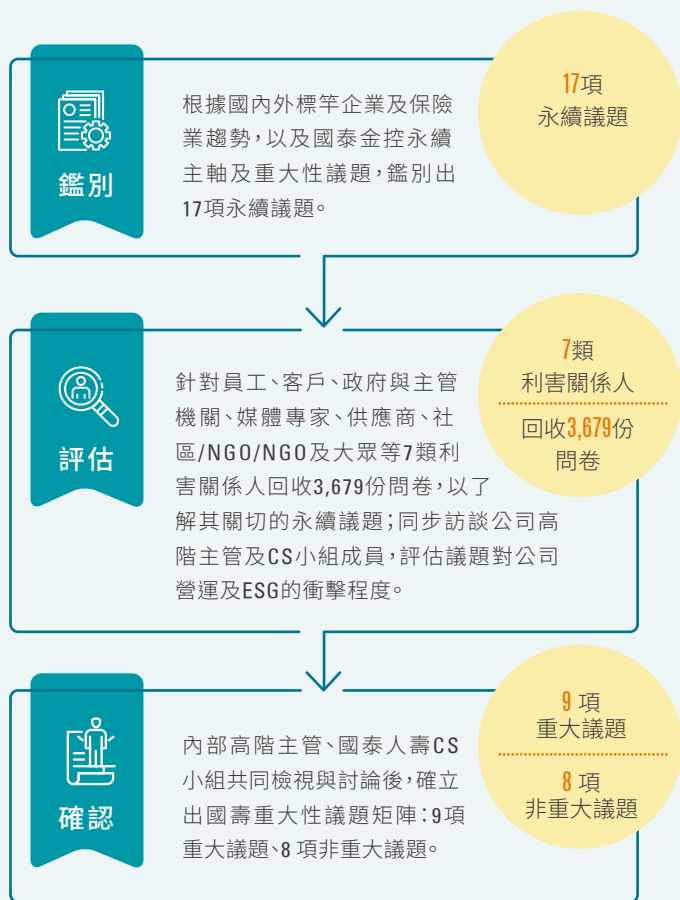 鑑別
根據國內外標竿企業及保險
業趨勢，以及國泰金控永續
主軸及重大性議題，鑑別出
17項永續議題。
17項
永續議題
評估
針對員工、客戶、政府與主管
機關、媒體專家、供應商、社
區/NGO/NGO及大眾等7類利
害關係人回收3,679份問卷，以了
解其關切的永續議題；同步訪談公司高
階主管及CS小組成員，評估議題對公司
營運及ESG的衝擊程度。
7類
利害關係人
回收3,679份
問卷
確認
內部高階主管、國泰人壽CS
小組共同檢視與討論後，確立
出國壽重大性議題矩陣：9項
重大議題、8 項非重大議題。
9 項
重大議題
8 項
非重大議題